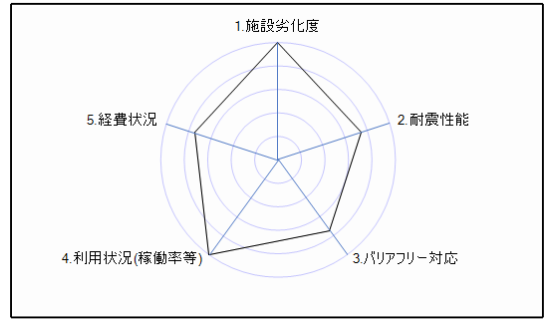 1.施設劣化度
5.経費状況
2.耐震性能
4.利用状況(稼働率等)
3.バリアフリー対応